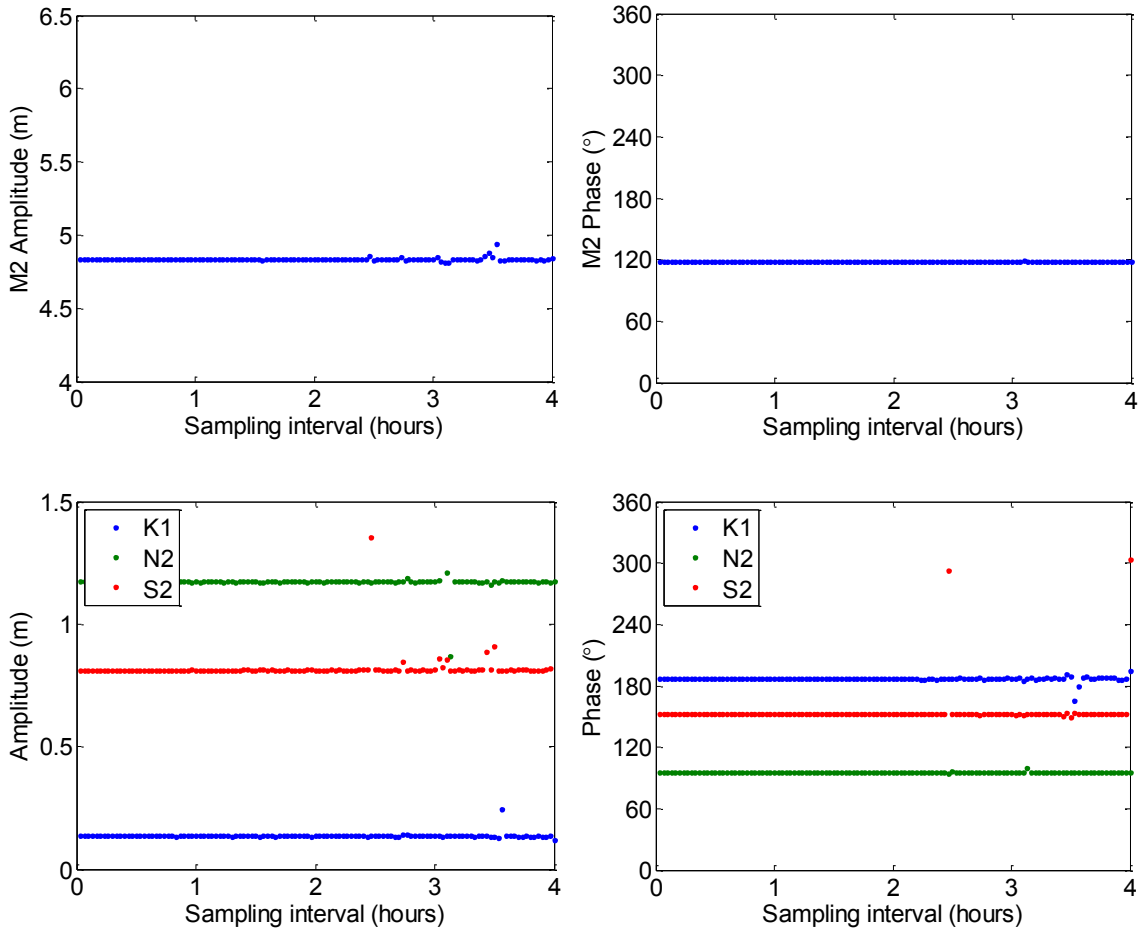 6.5
6
5.5
5
4.5
4
M2 Amplitude (m)
0 1 2 3 4
Sampling interval (hours)
360
300
240
180
120
60
0
M2 Phase (°)
0 1 2 3 4
Sampling interval (hours)
1.5
1
0.5
0
Amplitude (m)
K1
N2
S2
0 1 2 3 4
Sampling interval (hours)
360
300
240
180
120
60
0
Phase (°)
K1
N2
S2
0 1 2 3 4
Sampling interval (hours)